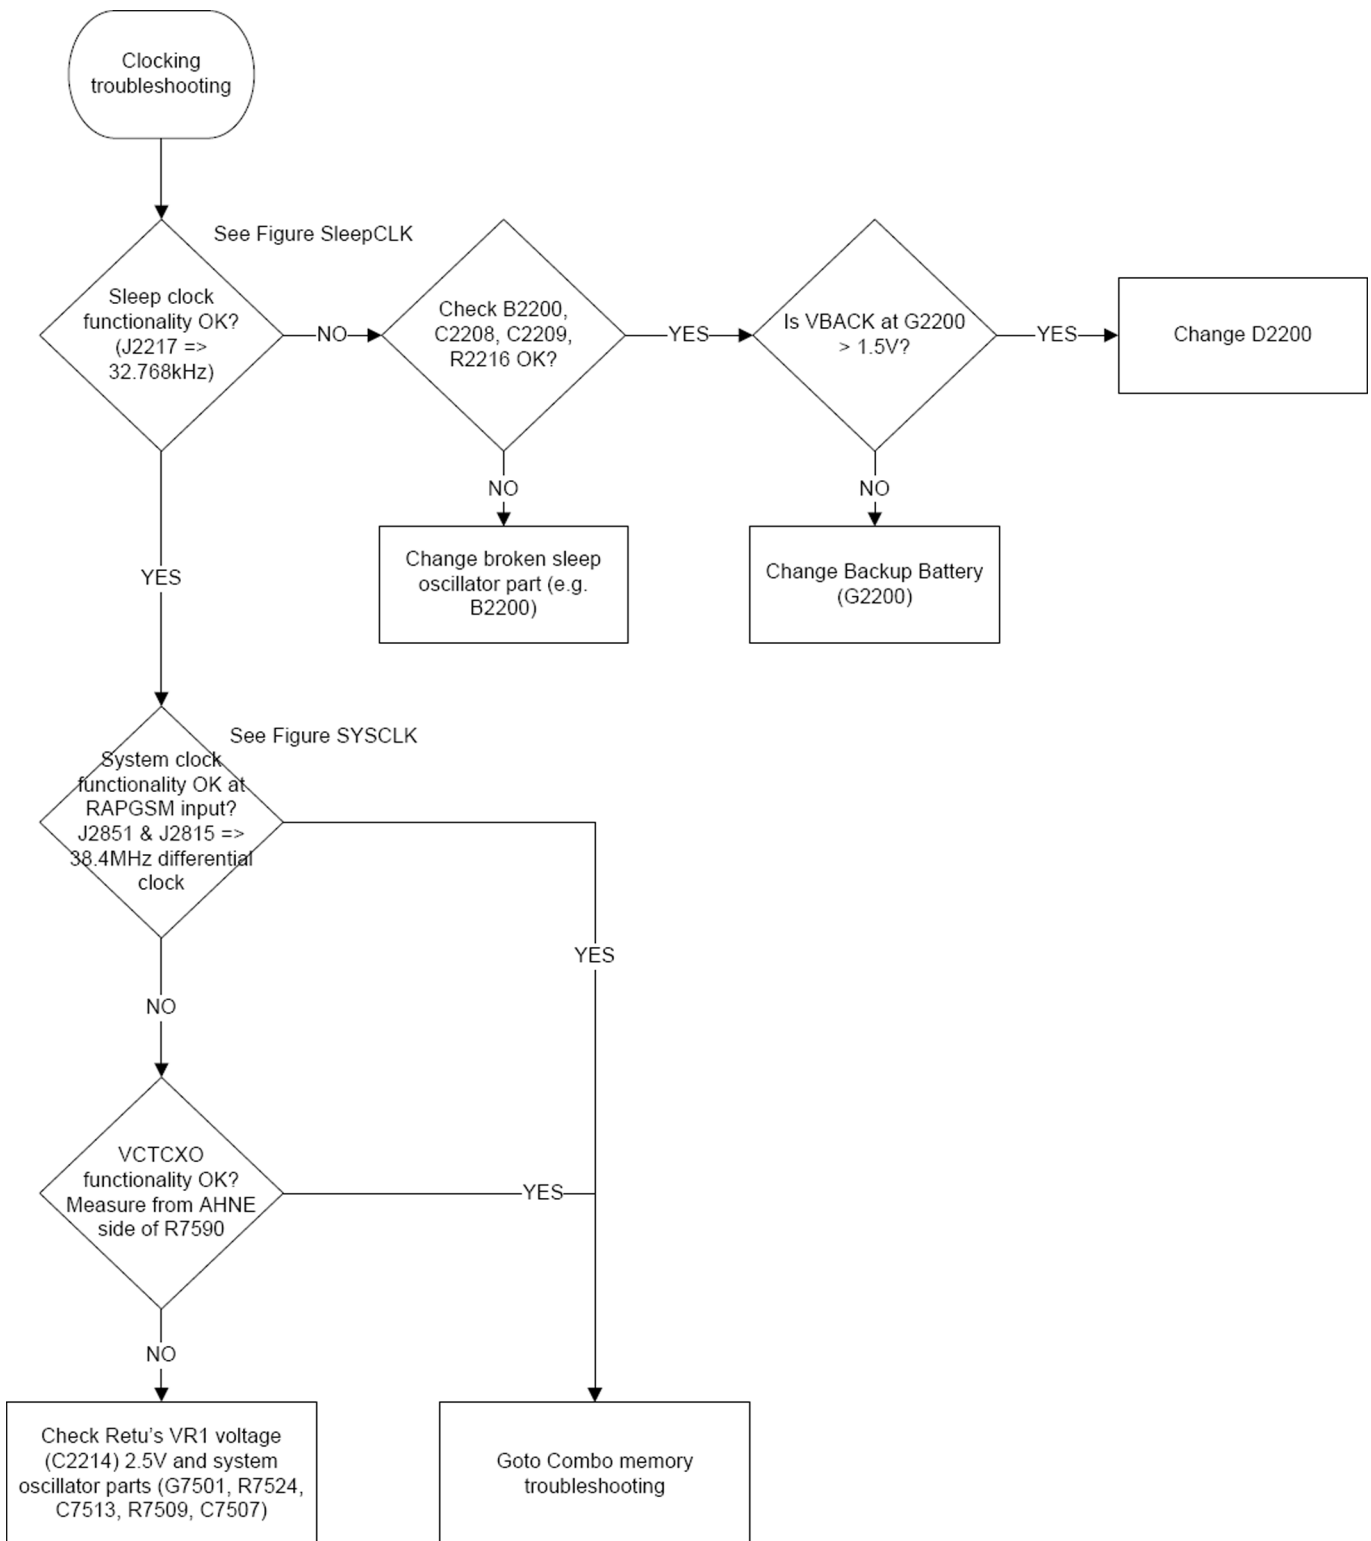 Clocking
troubleshooting
See Figure SleepCLK
Sleep clock
functionality OK?
(J2217 =>
32.768kHz)
NO
Check B2200,
C2208, C2209,
R2216 OK?
YES
Is VBACK at G2200
> 1.5V?
YES
Change D2200
NO
Change broken sleep
oscillator part (e.g.
B2200)
NO
Change Backup Battery
(G2200)
YES
See Figure SYSCLK
System clock
functionality OK at
RAPGSM input?
J2851 & J2815 =>
38.4MHz differential
clock
YES
NO
VCTCXO
functionality OK?
Measure from AHNE
side of R7590
YES
NO
Check Retu's VR1 voltage
(C2214) 2.5V and system
oscillator parts (G7501, R7524,
C7513, R7509, C7507)
Goto Combo memory
troubleshooting